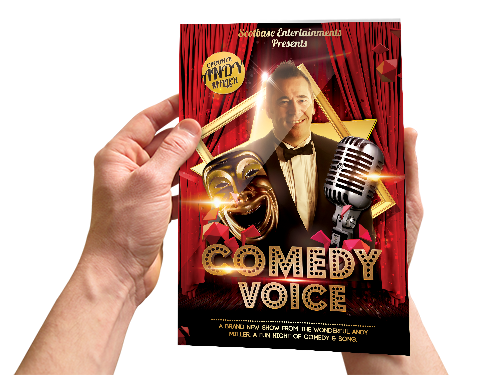 Scotbase Entertainments
Presents
COMEDY
VOICE
A BRAND NEW SHOW FROM THE WONDERFUL ANDY
MILLER. A FUN NIGHT OF COMEDY & SONG.